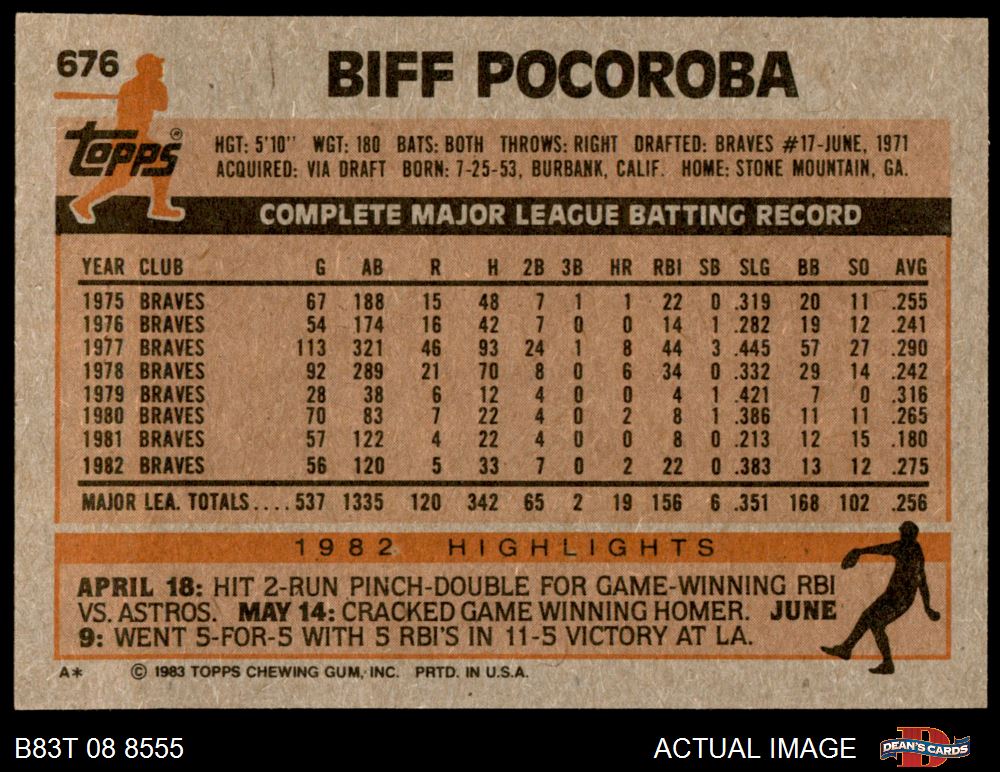 676
BIFF POCOROBA
Topps®
HGT: 5'10" WGT: 180 BATS: BOTH THROWS: RIGHT DRAFTED: BRAVES #17-JUNE, 1971
ACQUIRED: VIA DRAFT BORN: 7-25-53, BURBANK, CALIF. HOME: STONE MOUNTAIN, GA.
COMPLETE MAJOR LEAGUE BATTING RECORD
YEAR CLUB G AB R H 2B 3B HR RBI SB SLG BB SO AVG
1975 BRAVES 67 188 15 48 7 1 1 22 0 .319 20 11 .255
1976 BRAVES 54 174 16 42 7 0 0 14 1 .282 19 12 .241
1977 BRAVES 113 321 46 93 24 1 8 44 3 .445 57 27 .290
1978 BRAVES 92 289 21 70 8 0 6 34 0 .332 29 14 .242
1979 BRAVES 28 38 6 12 4 0 0 4 1 .421 7 0 .316
1980 BRAVES 70 83 7 22 4 0 2 8 1 .386 11 11 .265
1981 BRAVES 57 122 4 22 4 0 0 8 0 .213 12 15 .180
1982 BRAVES 56 120 5 33 7 0 2 22 0 .383 13 12 .275
MAJOR LEA. TOTALS.... 537 1335 120 342 65 2 19 156 6 .351 168 102 .256
1982 HIGHLIGHTS
APRIL 18: HIT 2-RUN PINCH-DOUBLE FOR GAME-WINNING RBI
VS. ASTROS. MAY 14: CRACKED GAME WINNING HOMER. JUNE
9: WENT 5-FOR-5 WITH 5 RBI'S IN 11-5 VICTORY AT LA.
A* © 1983 TOPPS CHEWING GUM, INC. PRTD. IN U.S.A.
B83T 08 8555
ACTUAL IMAGE
D
DEAN'S CARDS